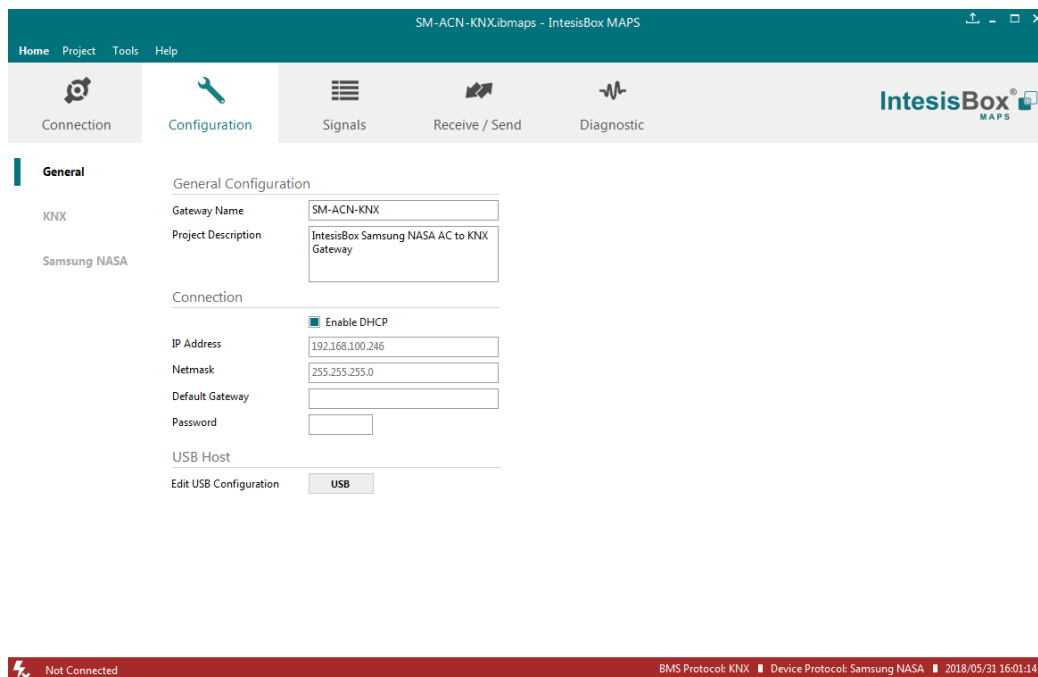 SM-ACN-KNX.ibmaps - IntesisBox MAPS
Home Project Tools Help
Connection Configuration Signals Receive / Send Diagnostic
IntesisBox®
MAPS
General
KNX
Samsung NASA
General Configuration
Gateway Name SM-ACN-KNX
Project Description IntesisBox Samsung NASA AC to KNX
Gateway
Connection
Enable DHCP
IP Address 192.168.100.246
Netmask 255.255.255.0
Default Gateway
Password
USB Host
Edit USB Configuration USB
Not Connected BMS Protocol: KNX Device Protocol: Samsung NASA 2018/05/31 16:01:14